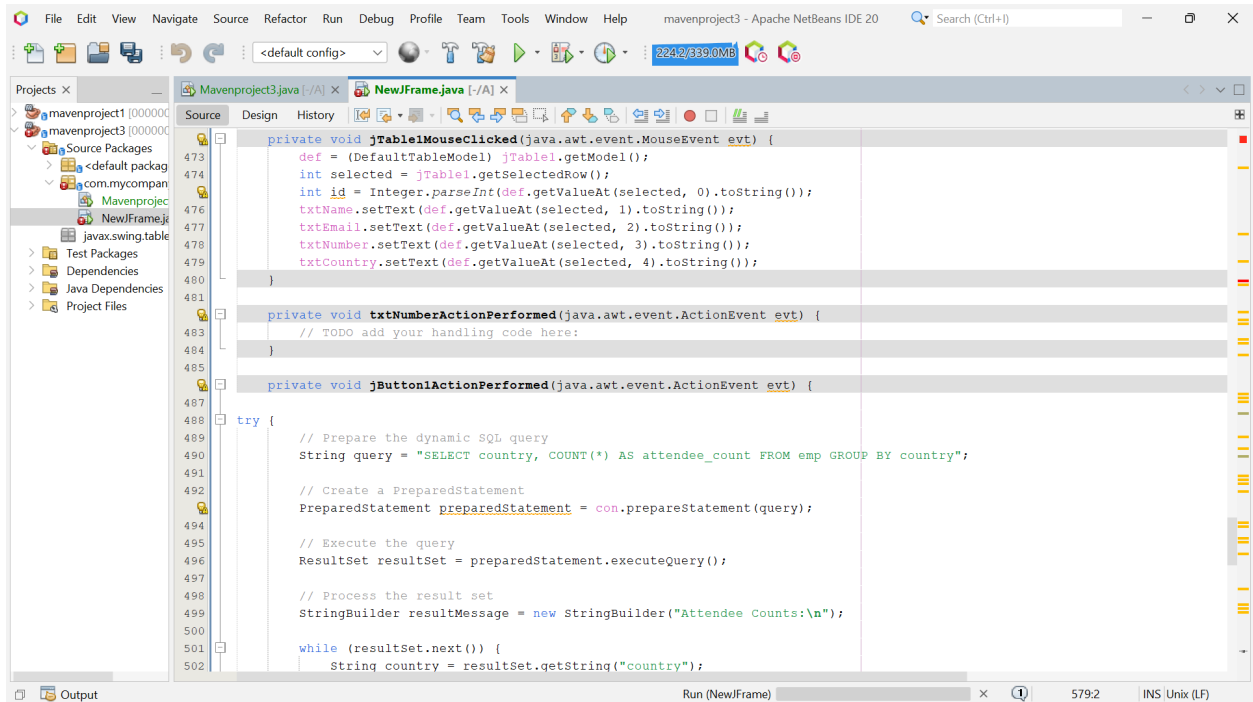 File Edit View Navigate Source Refactor Run Debug Profile Team Tools Window Help mavenproject3 - Apache NetBeans IDE 20 Search (Ctrl+I)
<default config> 224.2/339.0MB
Projects Mavenproject3.java [-/A] NewJFrame.java [-/A]
Source Design History
mavenproject1 [000000
mavenproject3 [000000
Source Packages
<default packag
com.mycompan
Mavenprojec
NewJFrame.ja
javax.swing.table
Test Packages
Dependencies
Java Dependencies
Project Files
private void jTable1MouseClicked(java.awt.event.MouseEvent evt) {
473 def = (DefaultTableModel) jTable1.getModel();
474 int selected = jTable1.getSelectedRow();
int id = Integer.parseInt(def.getValueAt(selected, 0).toString());
476 txtName.setText(def.getValueAt(selected, 1).toString());
477 txtEmail.setText(def.getValueAt(selected, 2).toString());
478 txtNumber.setText(def.getValueAt(selected, 3).toString());
479 txtCountry.setText(def.getValueAt(selected, 4).toString());
480 }
481
private void txtNumberActionPerformed(java.awt.event.ActionEvent evt) {
483 // TODO add your handling code here:
484 }
485
private void jButton1ActionPerformed(java.awt.event.ActionEvent evt) {
487
488 try {
489 // Prepare the dynamic SQL query
490 String query = "SELECT country, COUNT(*) AS attendee_count FROM emp GROUP BY country";
491
492 // Create a PreparedStatement
PreparedStatement preparedStatement = con.prepareStatement(query);
494
495 // Execute the query
496 ResultSet resultSet = preparedStatement.executeQuery();
497
498 // Process the result set
499 StringBuilder resultMessage = new StringBuilder("Attendee Counts:\n");
500
501 while (resultSet.next()) {
502 String country = resultSet.getString("country");
Output Run (NewJFrame) 1 579:2 INS Unix (LF)